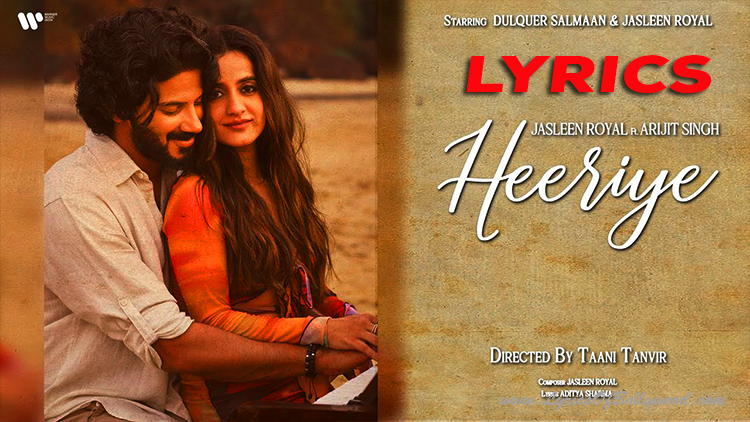 STARRING DULQUER SALMAAN & JASLEEN ROYAL
LYRICS
JASLEEN ROYAL FT. ARIJIT SINGH
Heeriye
DIRECTED BY TAANI TANVIR
COMPOSER JASLEEN ROYAL
LYRICS ADITYA SHARMA